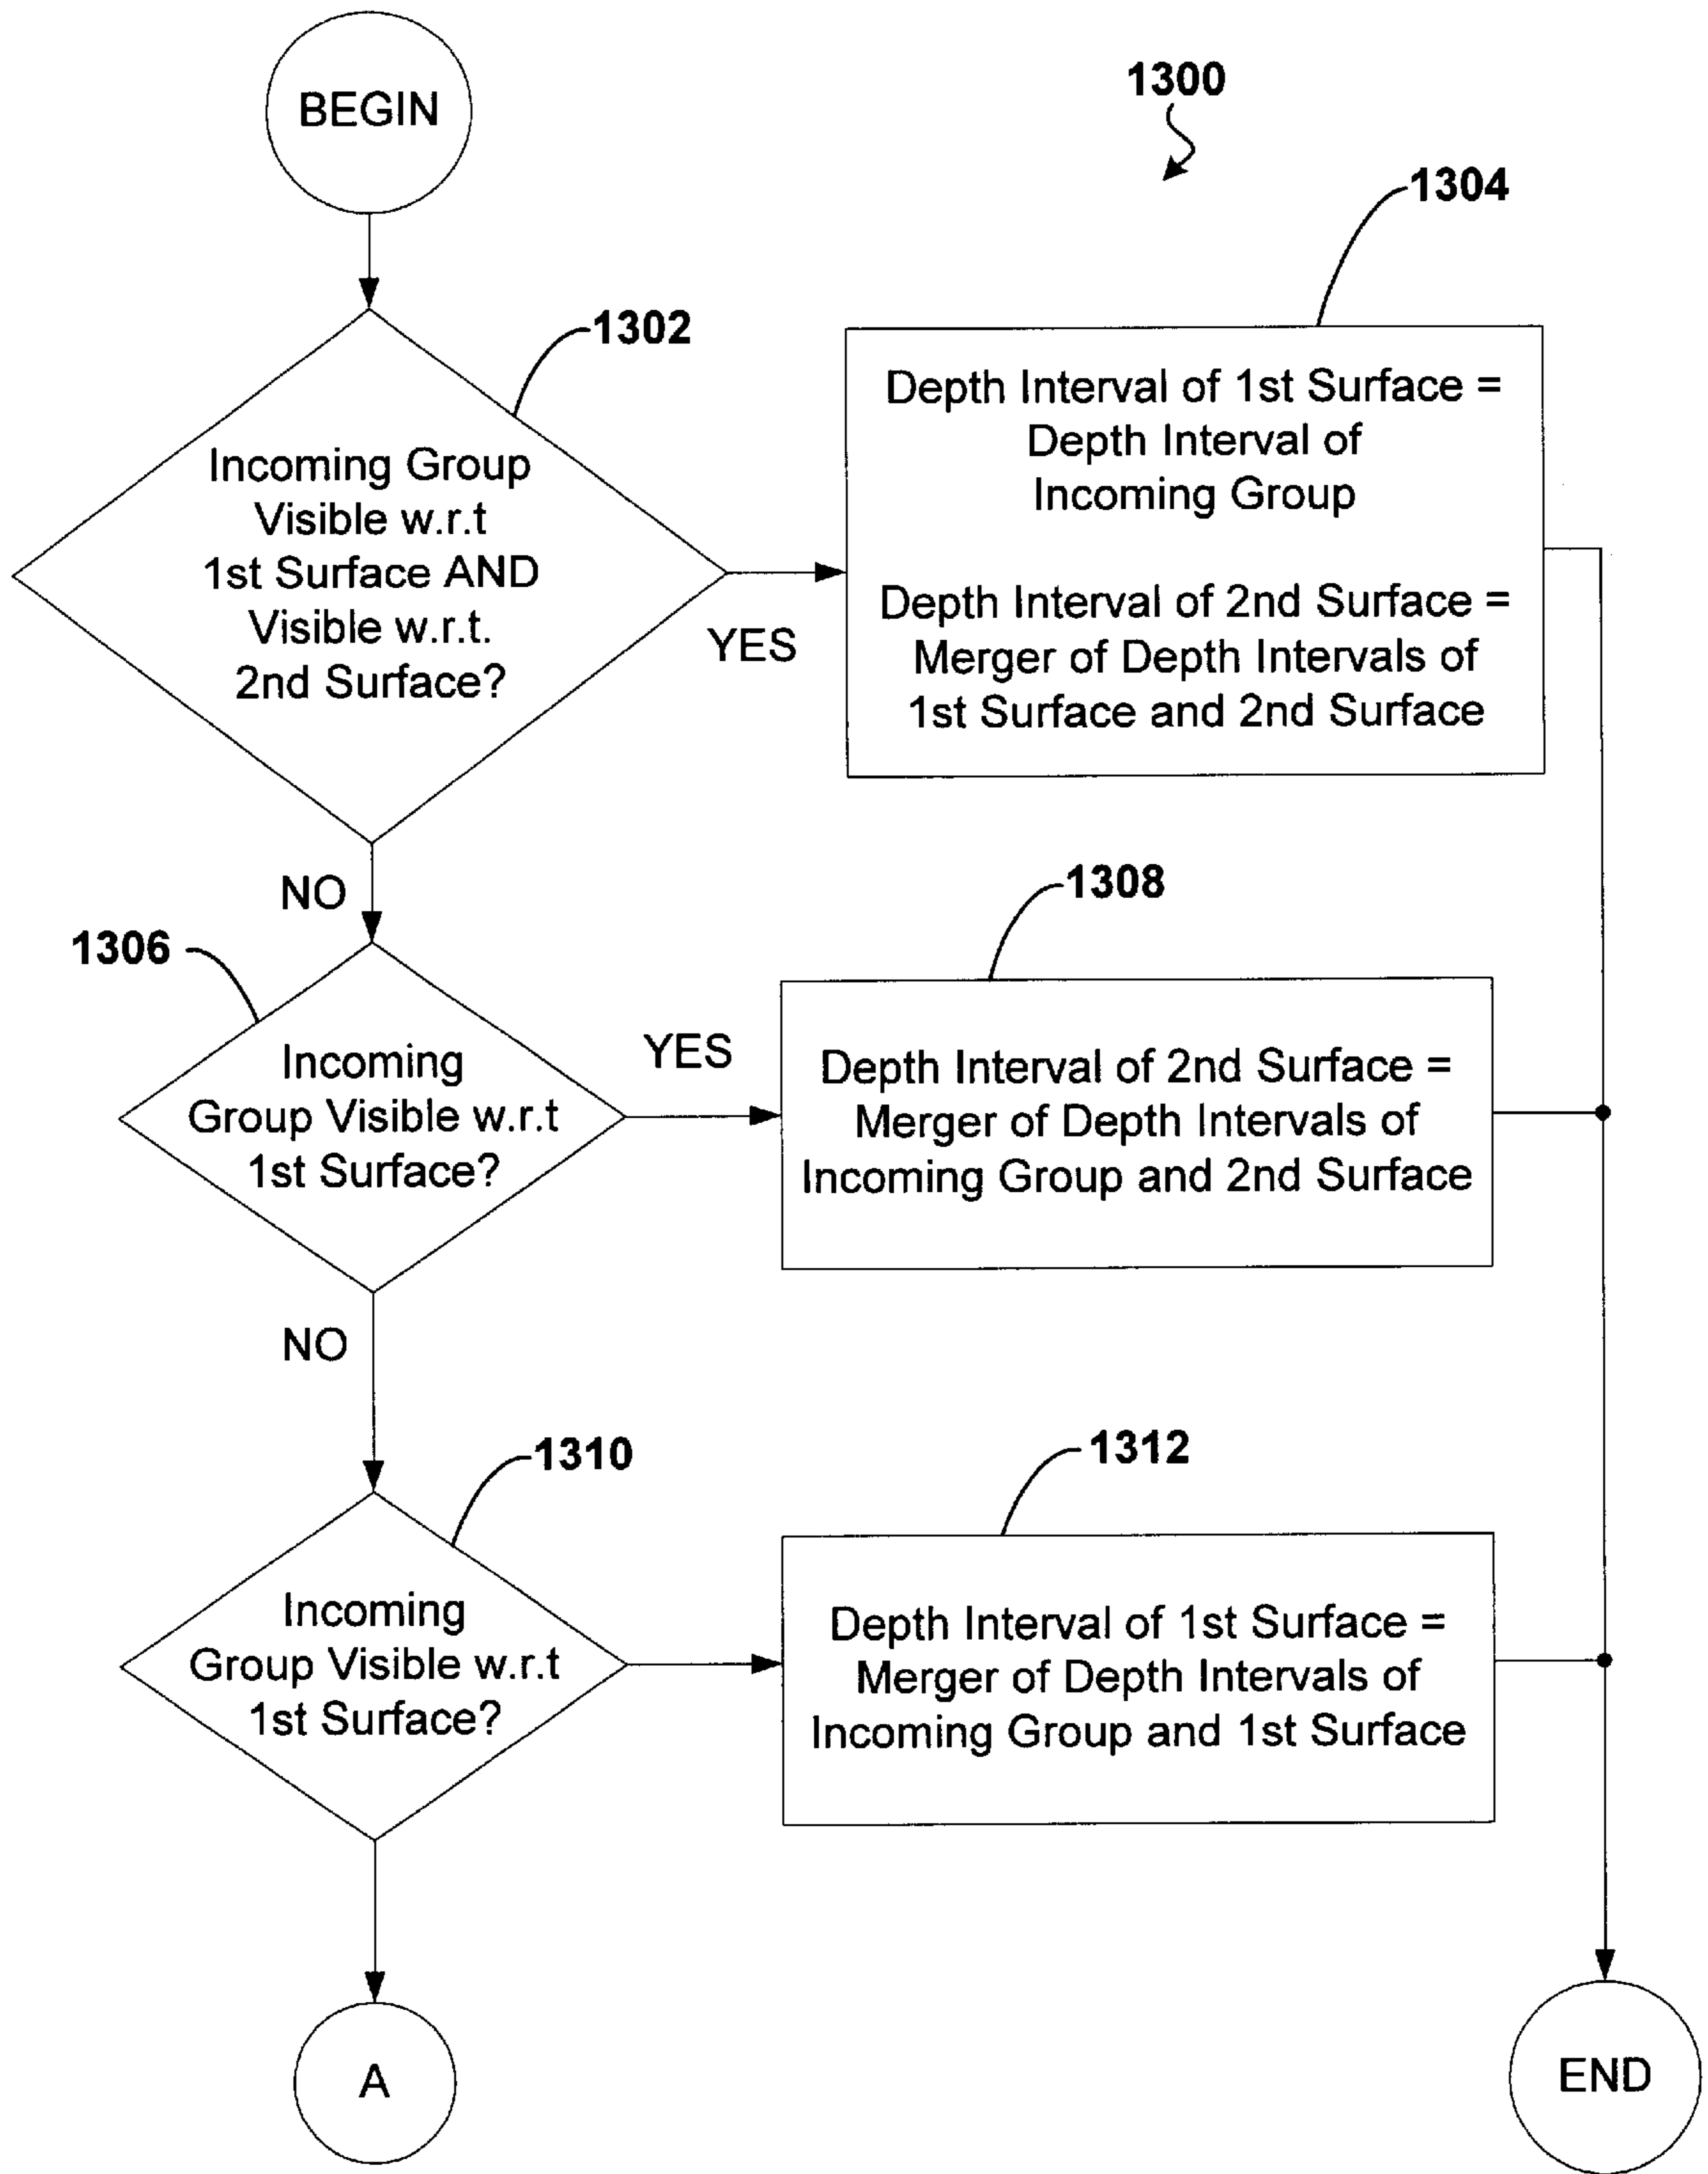 BEGIN
1300
1304
1302
Incoming Group
Visible w.r.t
1st Surface AND
Visible w.r.t.
2nd Surface?
YES
Depth Interval of 1st Surface =
Depth Interval of
Incoming Group
Depth Interval of 2nd Surface =
Merger of Depth Intervals of
1st Surface and 2nd Surface
NO
1306
1308
Incoming
Group Visible w.r.t
1st Surface?
YES
Depth Interval of 2nd Surface =
Merger of Depth Intervals of
Incoming Group and 2nd Surface
NO
1310
1312
Incoming
Group Visible w.r.t
1st Surface?
Depth Interval of 1st Surface =
Merger of Depth Intervals of
Incoming Group and 1st Surface
A
END